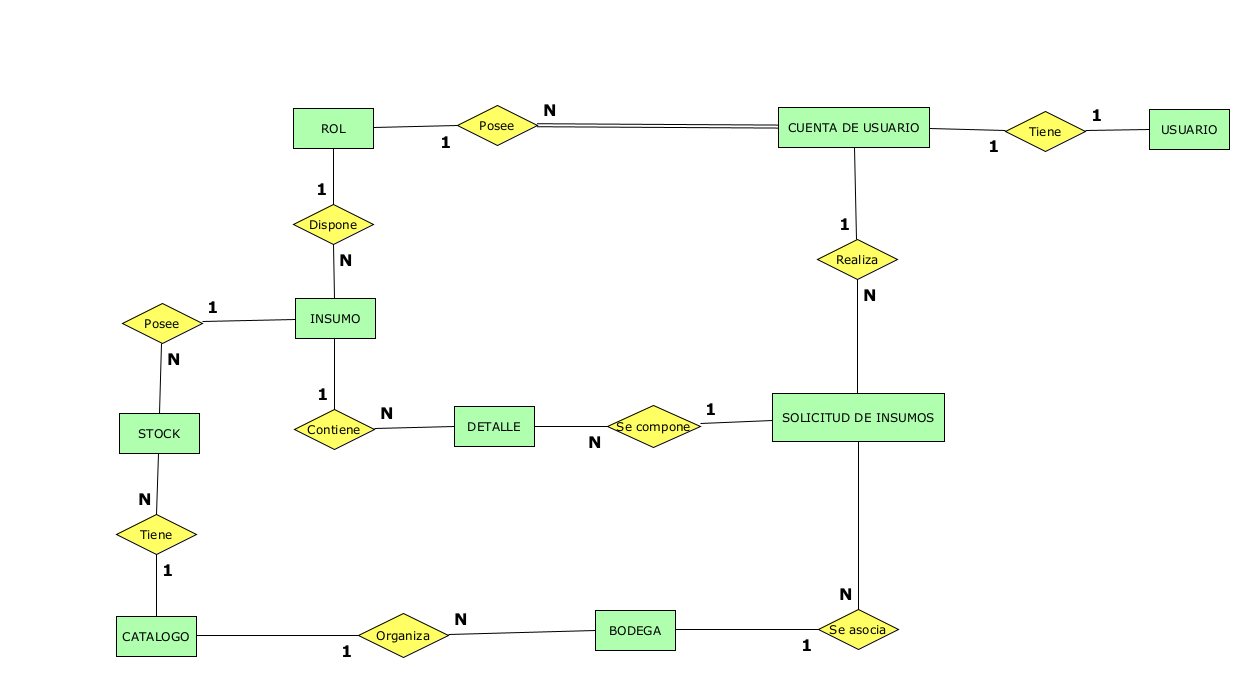 N
ROL
Posee
CUENTA DE USUARIO
1
Tiene
USUARIO
1
1
1
Dispone
1
N
Realiza
N
1
INSUMO
Posee
N
1
N
1
STOCK
Contiene
DETALLE
N
Se compone
SOLICITUD DE INSUMOS
N
Tiene
1
N
N
CATALOGO
Organiza
1
BODEGA
1
Se asocia